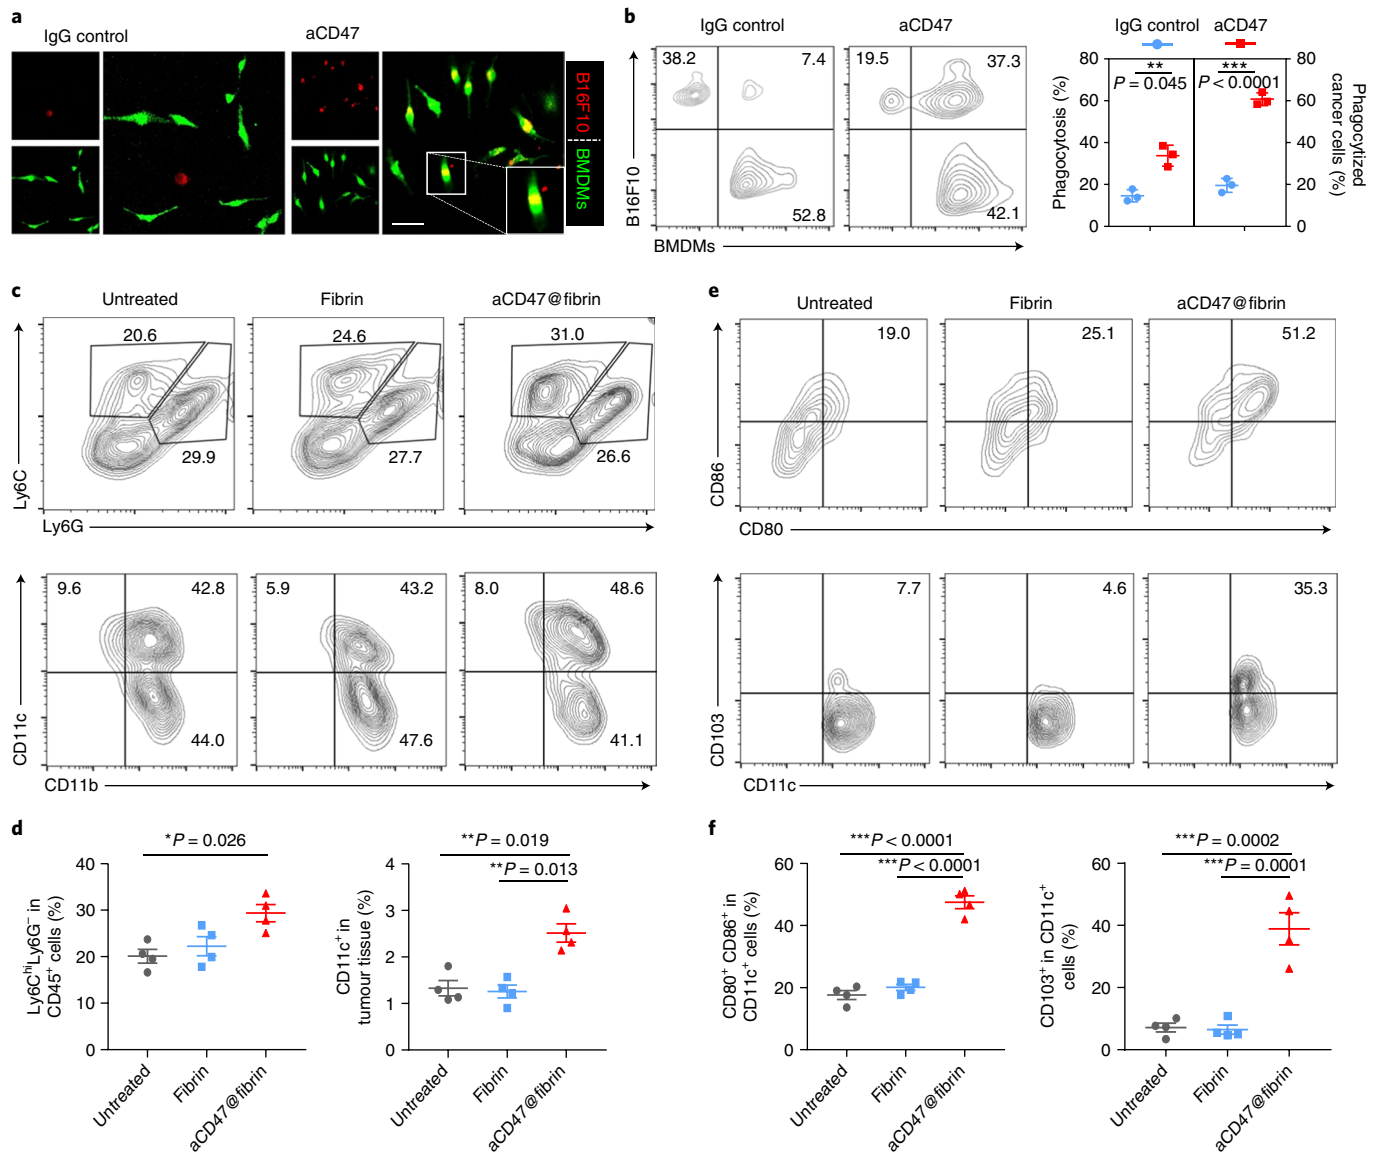 a
IgG control
aCD47
B16F10
BMDMs
b
IgG control
aCD47
38.2
7.4
52.8
19.5
37.3
42.1
B16F10
BMDMs
IgG control
aCD47
Phagocytosis (%)
80
60
40
20
0
**
P = 0.045
***
P < 0.0001
80
60
40
20
0
Phagocytized
cancer cells (%)
c
Untreated
Fibrin
aCD47@fibrin
20.6
29.9
24.6
27.7
31.0
26.6
Ly6C
Ly6G
9.6
42.8
44.0
5.9
43.2
47.6
8.0
48.6
41.1
CD11c
CD11b
e
Untreated
Fibrin
aCD47@fibrin
19.0
25.1
51.2
CD86
CD80
7.7
4.6
35.3
CD103
CD11c
d
*P = 0.026
Ly6ChiLy6G– in
CD45+ cells (%)
40
30
20
10
0
Untreated
Fibrin
aCD47@fibrin
**P = 0.019
**P = 0.013
CD11c+ in
tumour tissue (%)
4
3
2
1
0
Untreated
Fibrin
aCD47@fibrin
f
***P < 0.0001
***P < 0.0001
CD80+ CD86+ in
CD11c+ cells (%)
60
40
20
0
Untreated
Fibrin
aCD47@fibrin
***P = 0.0002
***P = 0.0001
CD103+ in CD11c+
cells (%)
60
40
20
0
Untreated
Fibrin
aCD47@fibrin